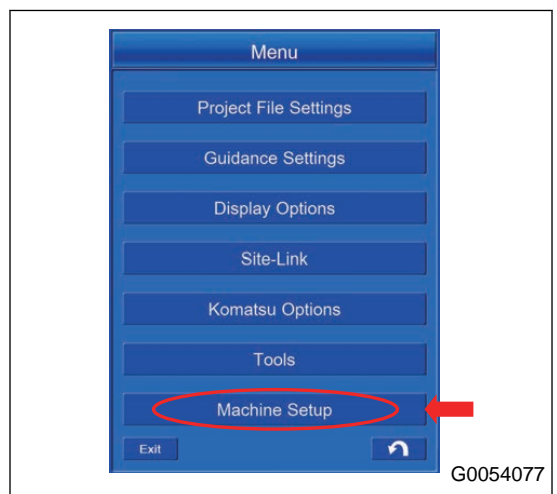 Menu
Project File Settings
Guidance Settings
Display Options
Site-Link
Komatsu Options
Tools
Machine Setup
Exit
G0054077